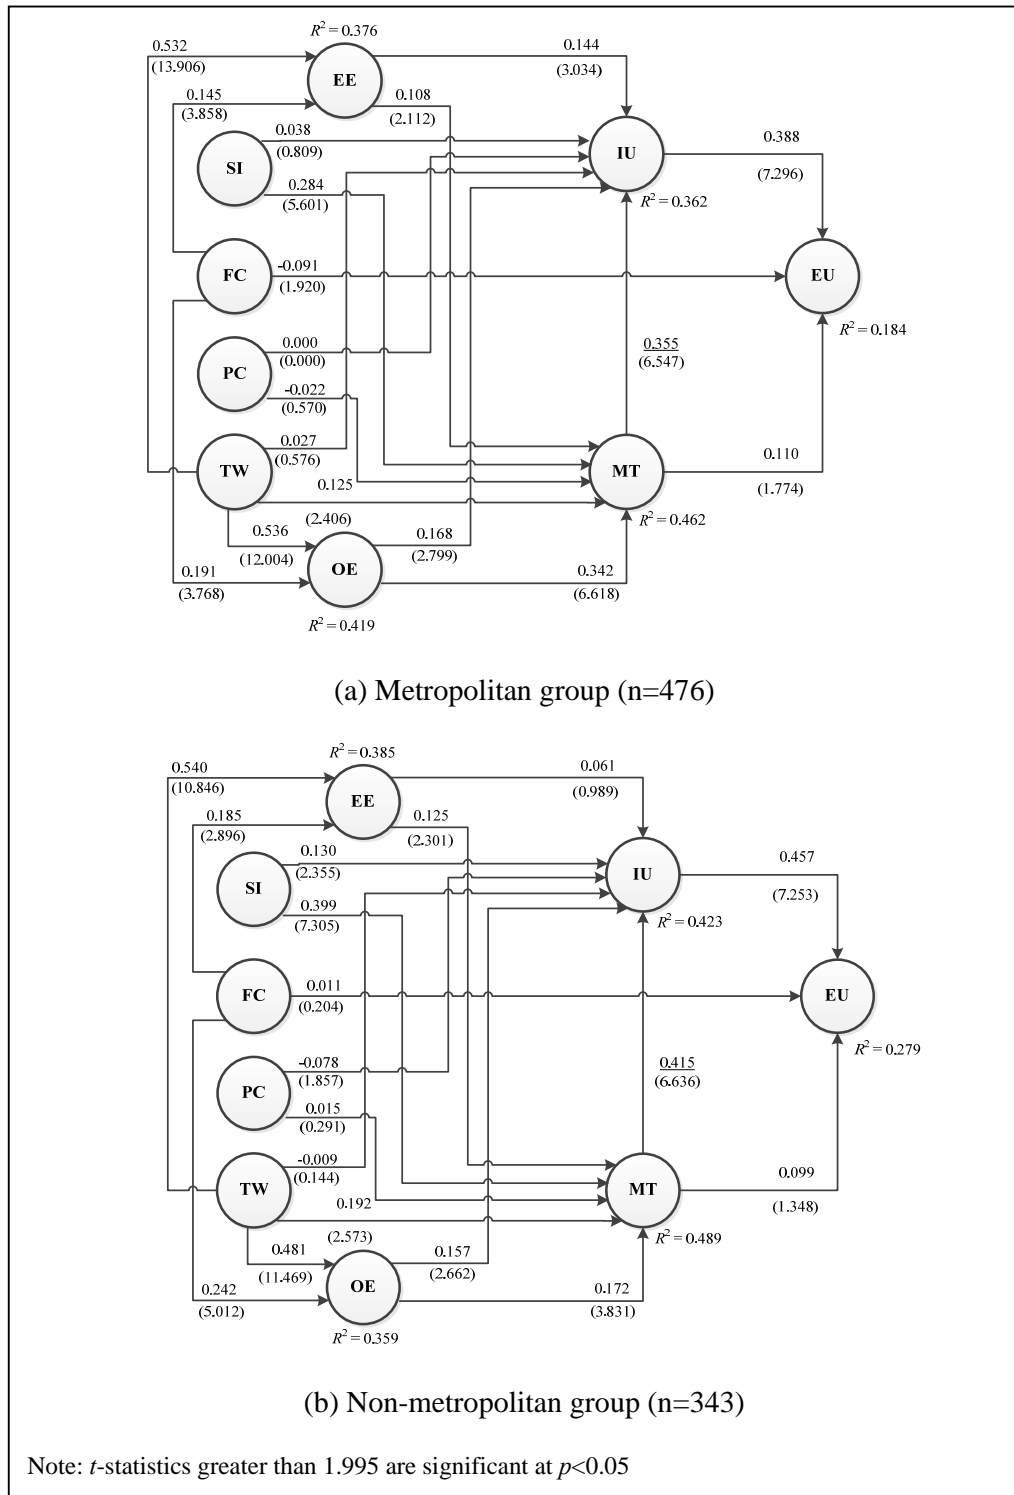 R² = 0.376
0.532
(13.906)
EE
0.144
(3.034)
0.145
(3.858)
0.108
(2.112)
SI
0.038
(0.809)
IU
0.388
(7.296)
0.284
(5.601)
R² = 0.362
FC
-0.091
(1.920)
EU
R² = 0.184
PC
0.000
(0.000)
0.355
(6.547)
-0.022
(0.570)
TW
0.027
(0.576)
MT
0.110
(1.774)
0.125
(2.406)
R² = 0.462
0.536
(12.004)
0.168
(2.799)
OE
0.191
(3.768)
0.342
(6.618)
R² = 0.419
(a) Metropolitan group (n=476)
R² = 0.385
0.540
(10.846)
EE
0.061
(0.989)
0.185
(2.896)
0.125
(2.301)
SI
0.130
(2.355)
IU
0.457
(7.253)
0.399
(7.305)
R² = 0.423
FC
0.011
(0.204)
EU
R² = 0.279
PC
-0.078
(1.857)
0.415
(6.636)
0.015
(0.291)
TW
-0.009
(0.144)
MT
0.099
(1.348)
0.192
(2.573)
R² = 0.489
0.481
(11.469)
0.157
(2.662)
OE
0.242
(5.012)
0.172
(3.831)
R² = 0.359
(b) Non-metropolitan group (n=343)
Note: t-statistics greater than 1.995 are significant at p<0.05